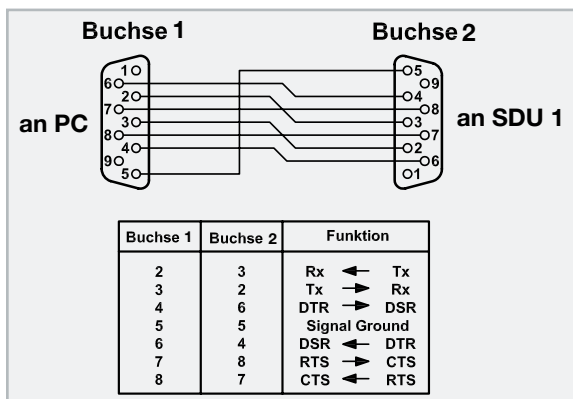 Buchse 1 Buchse 2
an PC an SDU 1
1 6 2 7 3 8 4 9 5
5 9 4 8 3 7 2 6 1
Buchse 1 Buchse 2 Funktion
2 3 Rx ← Tx
3 2 Tx → Rx
4 6 DTR → DSR
5 5 Signal Ground
6 4 DSR ← DTR
7 8 RTS → CTS
8 7 CTS ← RTS